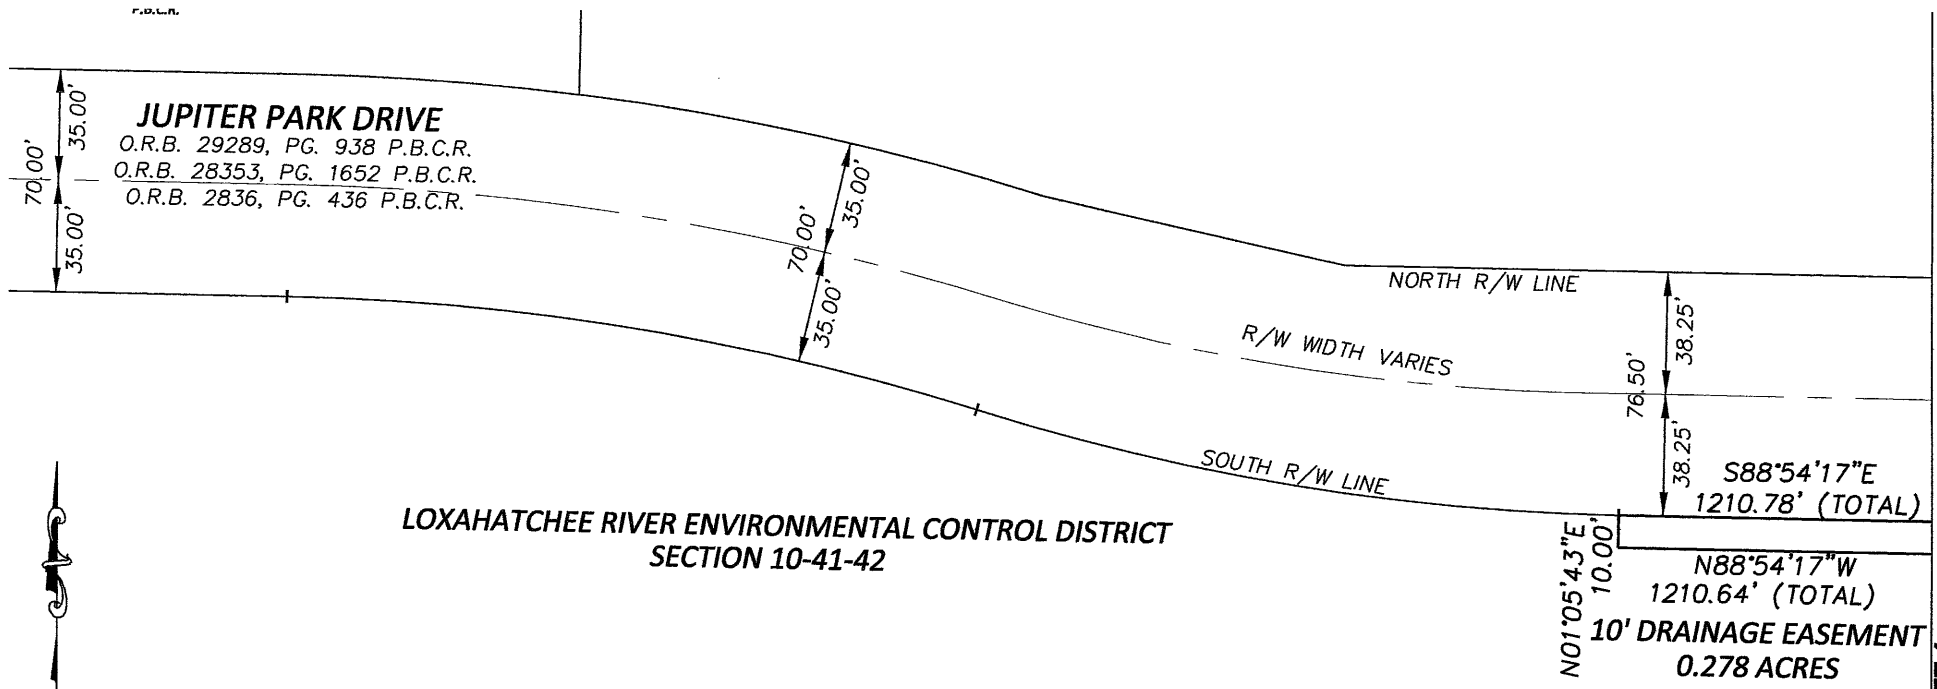 P.B.C.R.
JUPITER PARK DRIVE
O.R.B. 29289, PG. 938 P.B.C.R.
O.R.B. 28353, PG. 1652 P.B.C.R.
O.R.B. 2836, PG. 436 P.B.C.R.
70.00'
35.00'
35.00'
70.00'
35.00'
35.00'
NORTH R/W LINE
R/W WIDTH VARIES
SOUTH R/W LINE
76.50'
38.25'
38.25'
S88°54'17"E
1210.78' (TOTAL)
N01°05'43"E
10.00'
N88°54'17"W
1210.64' (TOTAL)
10' DRAINAGE EASEMENT
0.278 ACRES
LOXAHATCHEE RIVER ENVIRONMENTAL CONTROL DISTRICT
SECTION 10-41-42